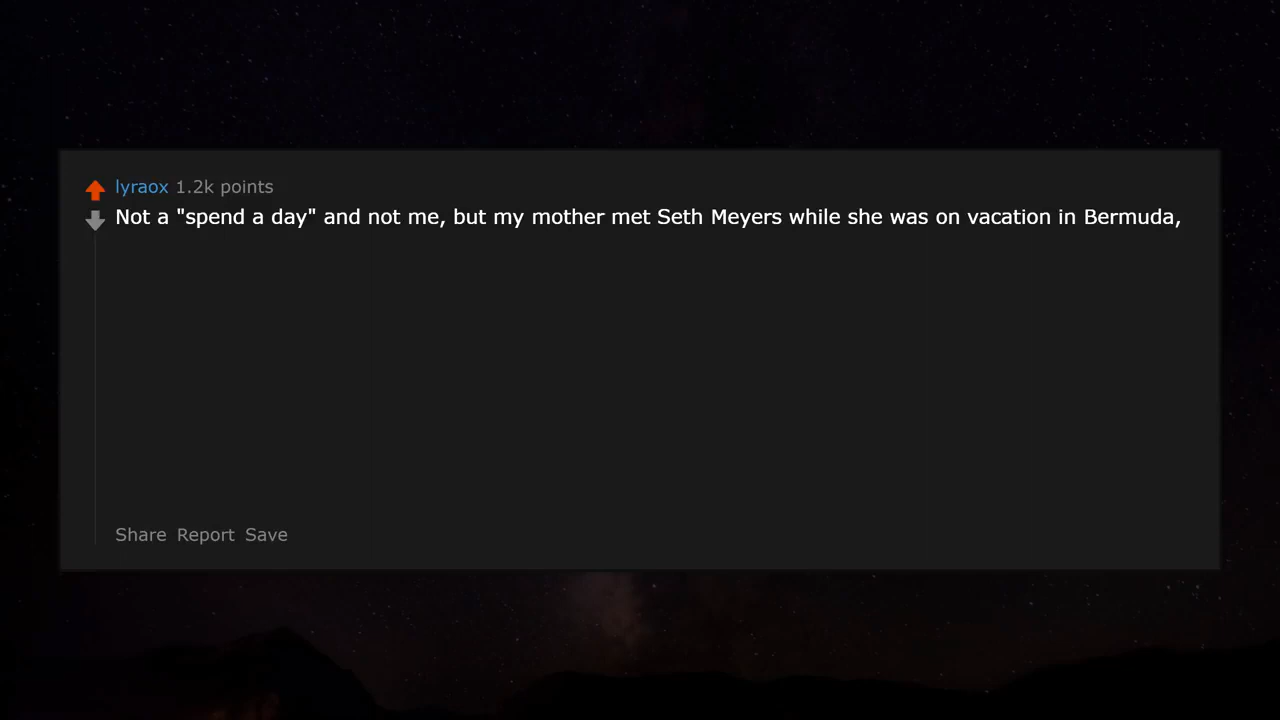 lyraox 1.2k points
Not a "spend a day" and not me, but my mother met Seth Meyers while she was on vacation in Bermuda,
Share Report Save